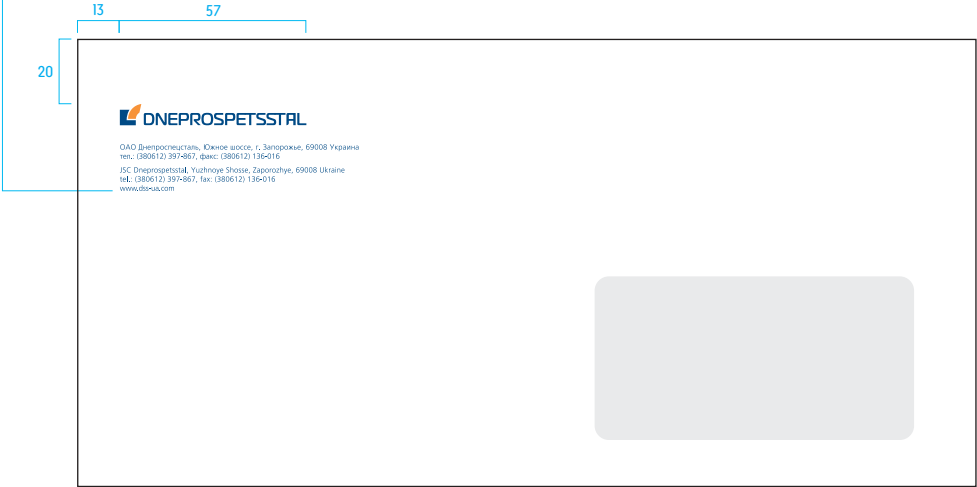 13 57
20
DNEPROSPETSSTAL
ОАО Днепроспецсталь, Южное шоссе, г. Запорожье, 69008 Украина
тел.: (380612) 397-867, факс: (380612) 136-016
JSC Dneprospetsstal, Yuzhnoye Shosse, Zaporozhye, 69008 Ukraine
tel.: (380612) 397-867, fax: (380612) 136-016
www.dss-ua.com